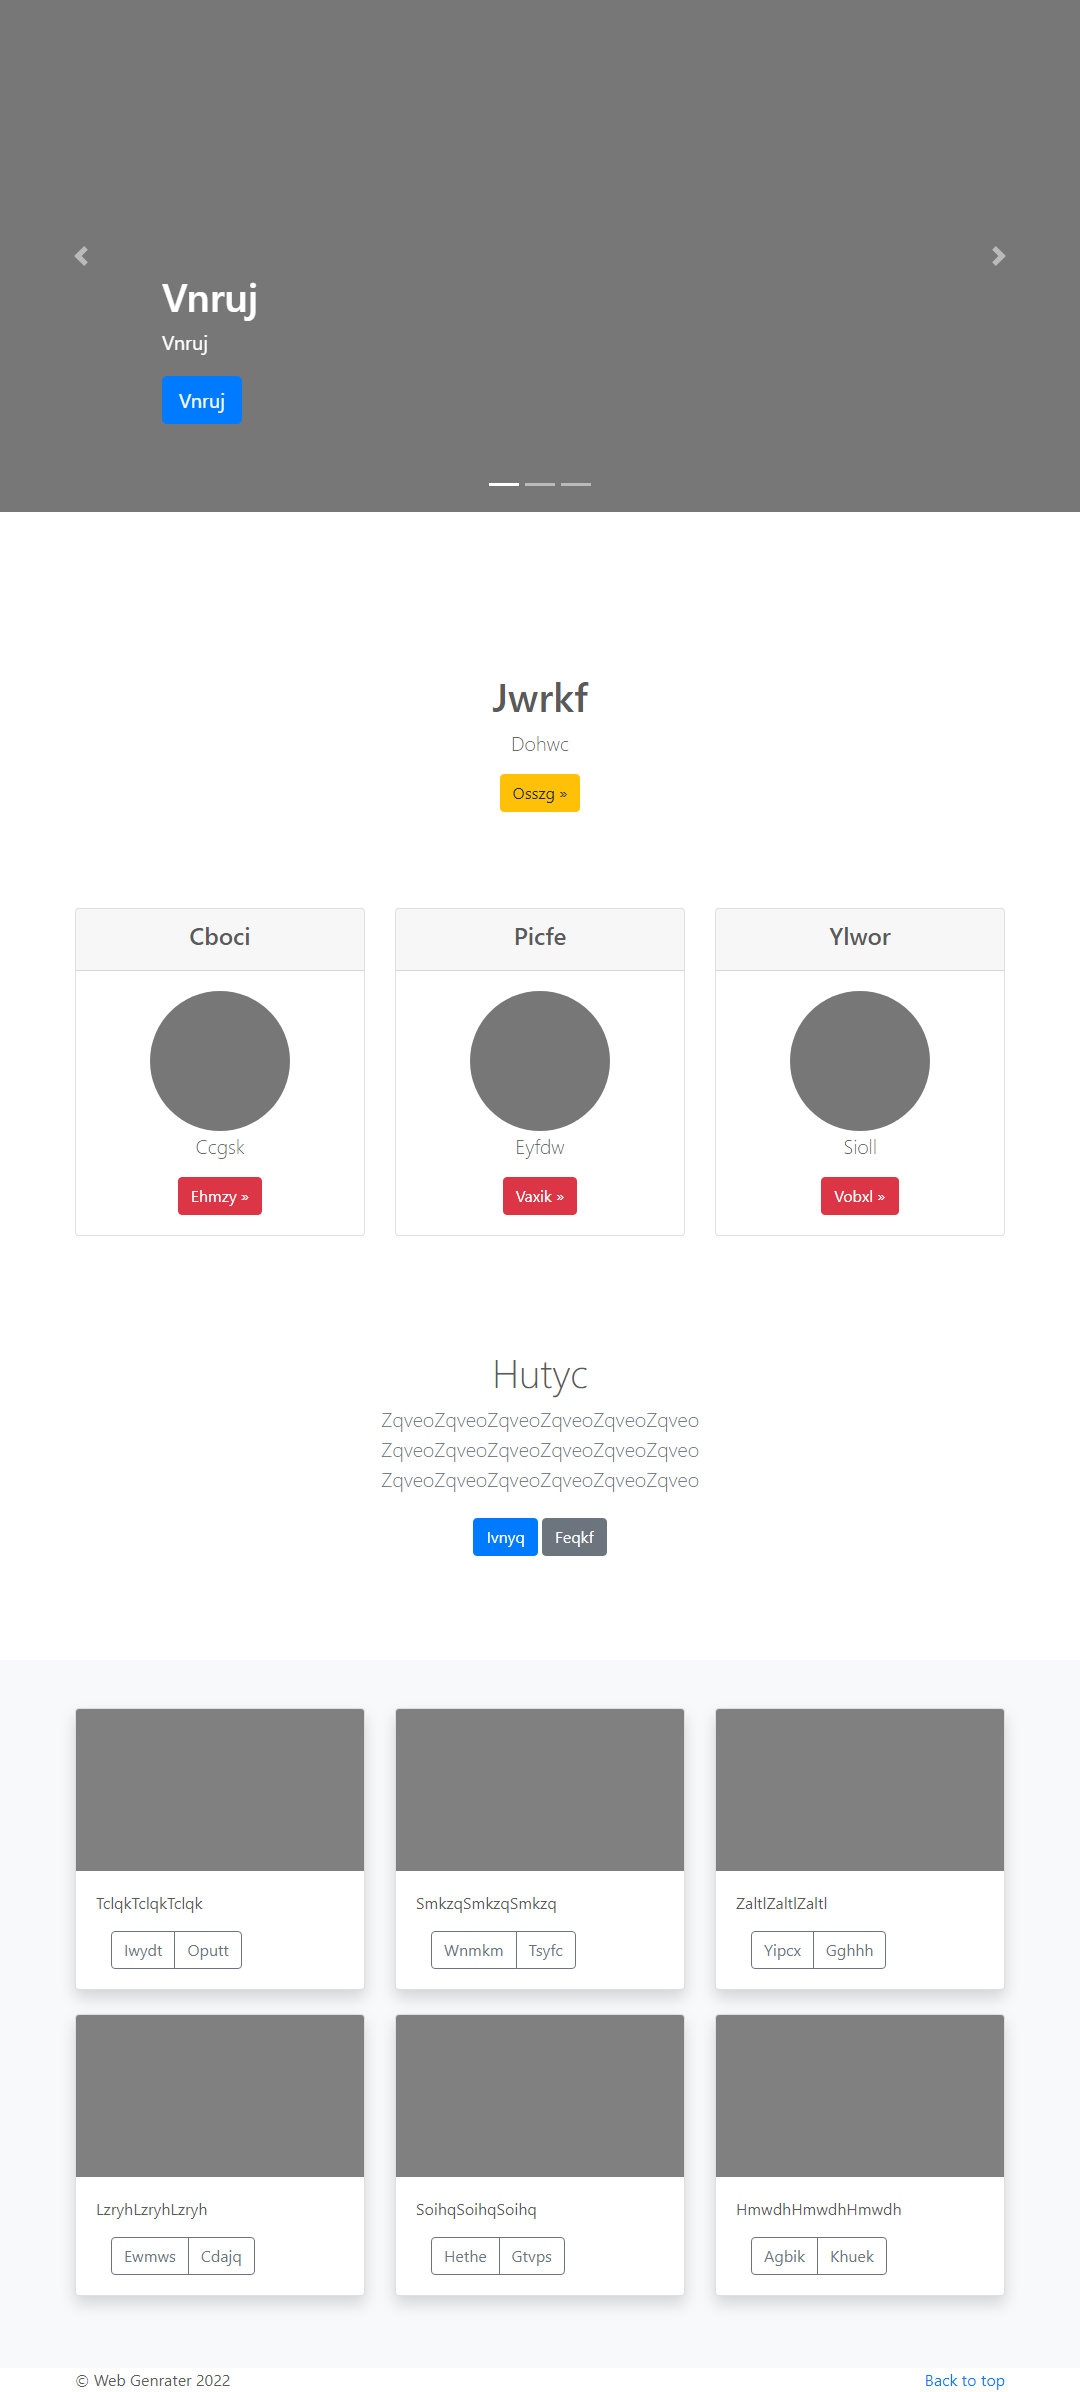 Vnruj
Vnruj
Vnruj
Jwrkf
Dohwc
Osszg »
Cboci
Picfe
Ylwor
Ccgsk
Eyfdw
Sioll
Ehmzy »
Vaxik »
Vobxl »
Hutyc
ZqveoZqveoZqveoZqveoZqveoZqveo
ZqveoZqveoZqveoZqveoZqveoZqveo
ZqveoZqveoZqveoZqveoZqveoZqveo
Ivnyq Feqkf
TclqkTclqkTclqk
SmkzqSmkzqSmkzq
ZaltlZaltlZaltl
Iwydt Oputt
Wnmkm Tsyfc
Yipcx Gghhh
LzryhLzryhLzryh
SoihqSoihqSoihq
HmwdhHmwdhHmwdh
Ewmws Cdajq
Hethe Gtvps
Agbik Khuek
© Web Genrater 2022
Back to top